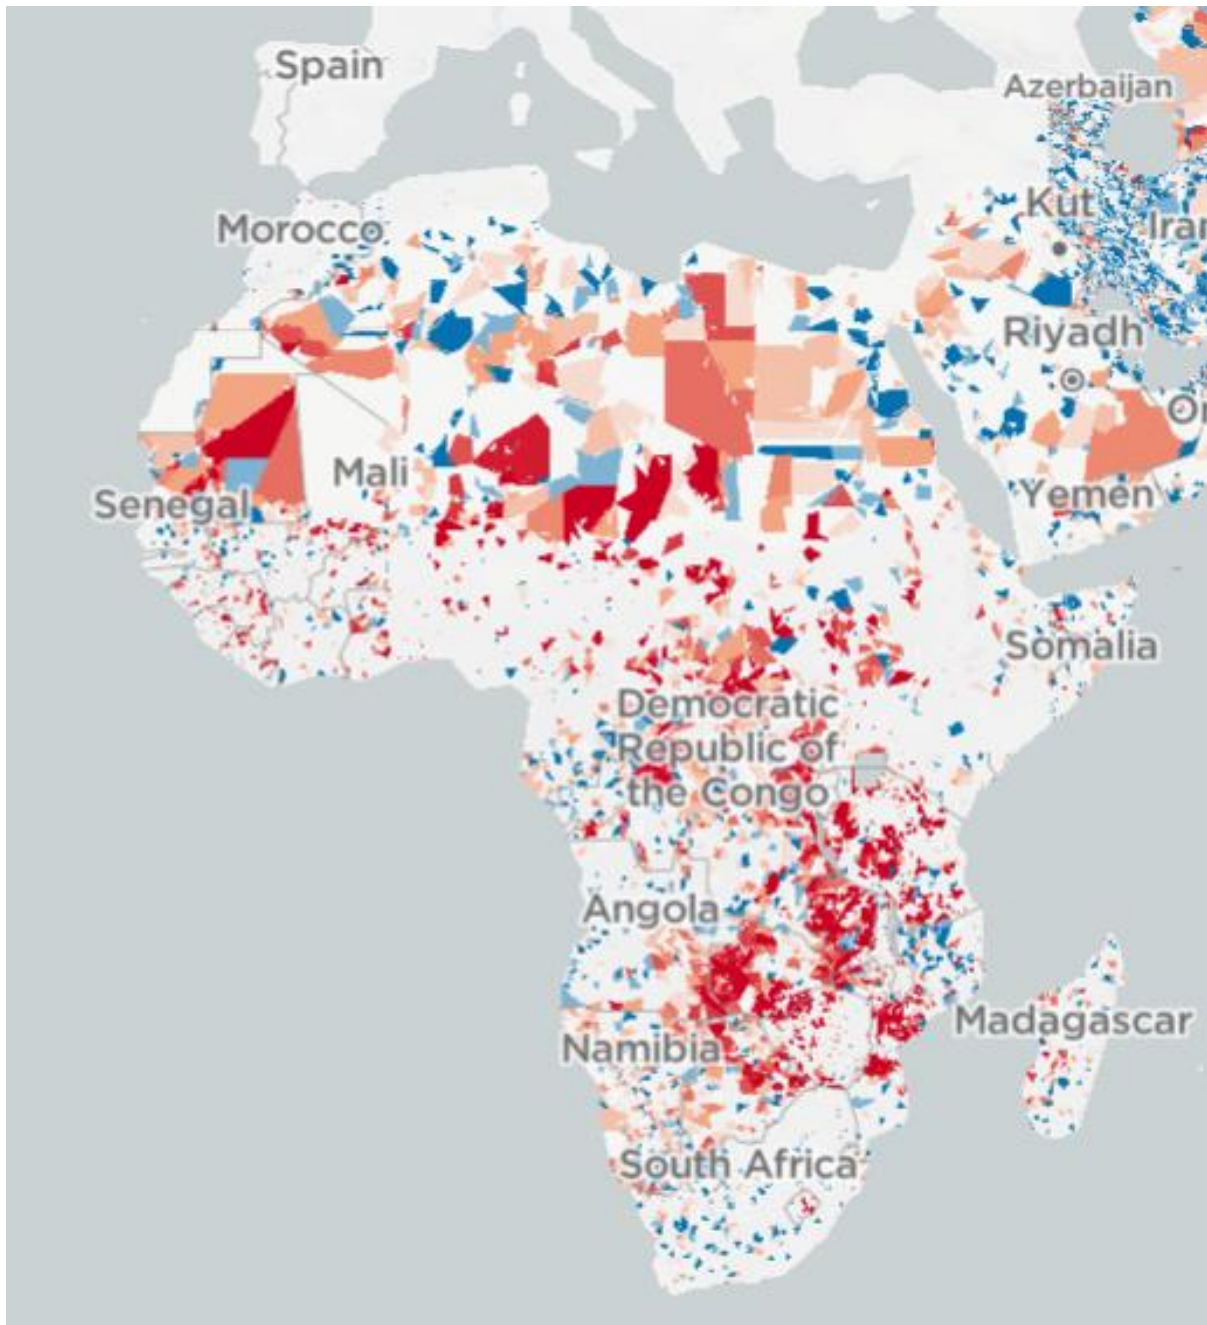 Spain
Azerbaijan
Morocco
Kut
Iran
Riyadh
Mali
Senegal
Yemen
Somalia
Democratic
Republic of
the Congo
Angola
Madagascar
Namibia
South Africa